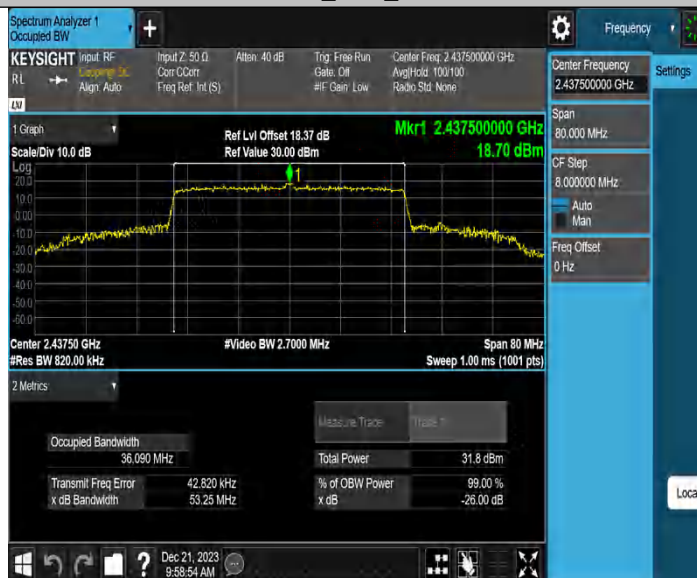 Spectrum Analyzer 1
Occupied BW
+
Frequency
KEYSIGHT
Input: RF
Coupling: DC
Align: Auto
RL
Input Z: 50 Ω
Corr CCorr
Freq Ref: Int (S)
Atten: 40 dB
Trig: Free Run
Gate: Off
#IF Gain: Low
Center Freq: 2.437500000 GHz
Avg|Hold: 100/100
Radio Std: None
LXI
Center Frequency
2.437500000 GHz
Settings
Span
80.000 MHz
CF Step
8.000000 MHz
Auto
Man
Freq Offset
0 Hz
1 Graph
Scale/Div 10.0 dB
Ref Lvl Offset 18.37 dB
Ref Value 30.00 dBm
Mkr1 2.437500000 GHz
18.70 dBm
Log
20.0
10.0
0.00
-10.0
-20.0
-30.0
-40.0
-50.0
-60.0
1
Center 2.43750 GHz
#Res BW 820.00 kHz
#Video BW 2.7000 MHz
Span 80 MHz
Sweep 1.00 ms (1001 pts)
2 Metrics
Measure Trace
Trace 1
Occupied Bandwidth
36.090 MHz
Total Power
31.8 dBm
Transmit Freq Error
42.820 kHz
% of OBW Power
99.00 %
x dB Bandwidth
53.25 MHz
x dB
-26.00 dB
Loca
?
Dec 21, 2023
9:58:54 AM